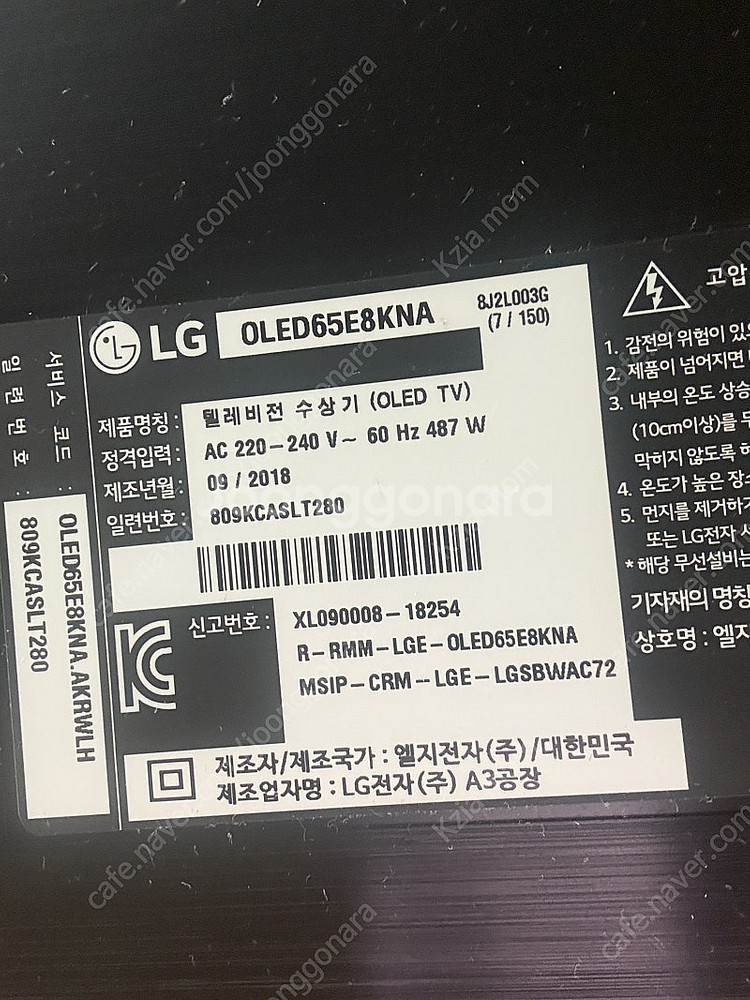 LG OLED65E8KNA
8J2L003G
(7 / 150)
제품명칭 : 텔레비전 수상기 (OLED TV)
정격입력 : AC 220-240 V~ 60 Hz 487 W
제조년월 : 09 / 2018
일련번호 : 809KCASLT280
신고번호 : XL090008-18254
R-RMM-LGE-OLED65E8KNA
MSIP-CRM-LGE-LGSBWAC72
제조자/제조국가 : 엘지전자(주)/대한민국
제조업자명 : LG전자(주) A3공장
서비스 코드 : OLED65E8KNA.AKRWLH
일련번호 : 809KCASLT280
고압
1. 감전의 위험이 있
2. 제품이 넘어지면
3. 내부의 온도 상승
(10cm이상)를 두
막히지 않도록 하
4. 온도가 높은 장소
5. 먼지를 제거하
또는 LG전자 서
*해당 무선설비는
기자재의 명칭
상호명 : 엘지
joonggonara
cafe.naver.com/joonggonara
Kzia mom